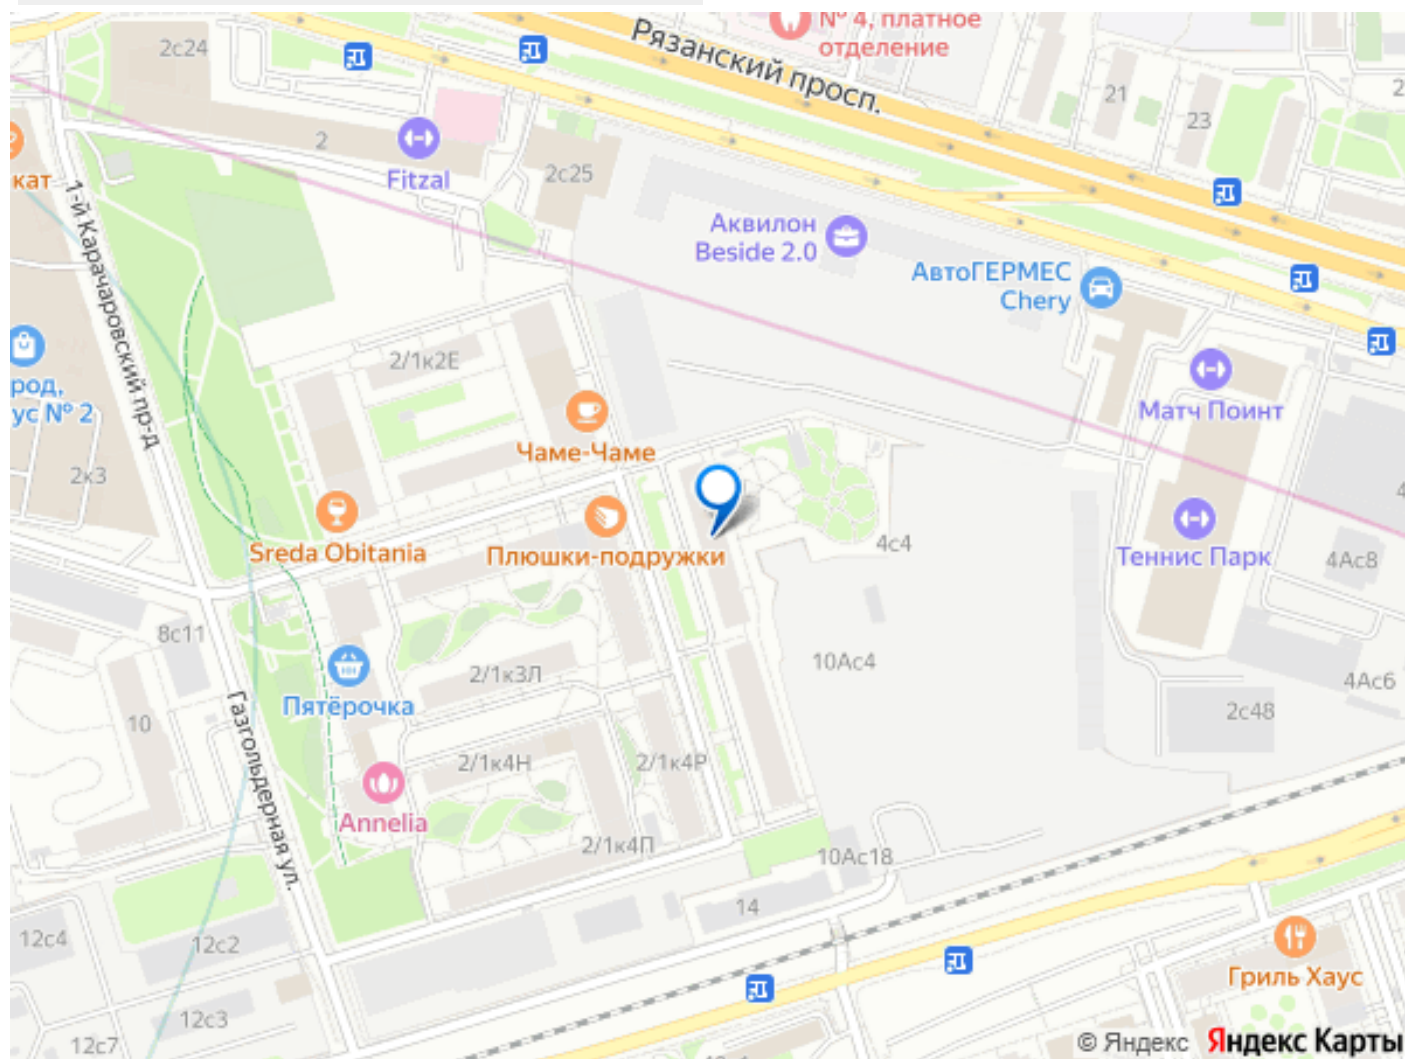 № 4, платное
отделение
Рязанский просп.
2с24
21
23
2
Fitzal
2с25
кат
1-й Карачаровский пр-д
Аквилон
Beside 2.0
АвтоГЕРМЕС
Chery
2/1к2Е
род,
ус № 2
Матч Поинт
Чаме-Чаме
2к3
Sreda Obitania
Плюшки-подружки
4с4
Теннис Парк
4Ас8
8с11
10Ас4
2/1к3Л
4Ас6
Пятёрочка
2с48
10
Газгольдерная ул.
2/1к4Н
2/1к4Р
Annelia
2/1к4П
10Ас18
14
12с4
12с2
Гриль Хаус
12с3
12с7
© Яндекс Яндекс Карты